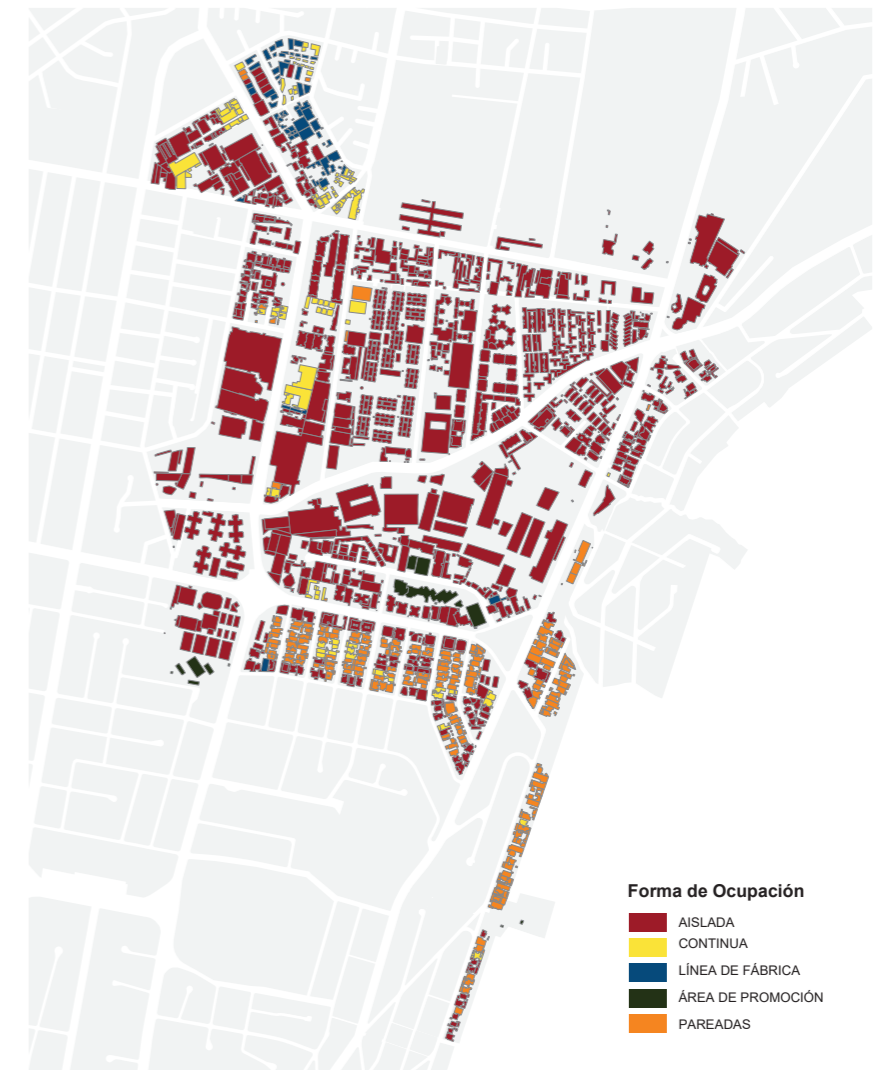 Forma de Ocupación
AISLADA
CONTINUA
LÍNEA DE FÁBRICA
ÁREA DE PROMOCIÓN
PAREADAS